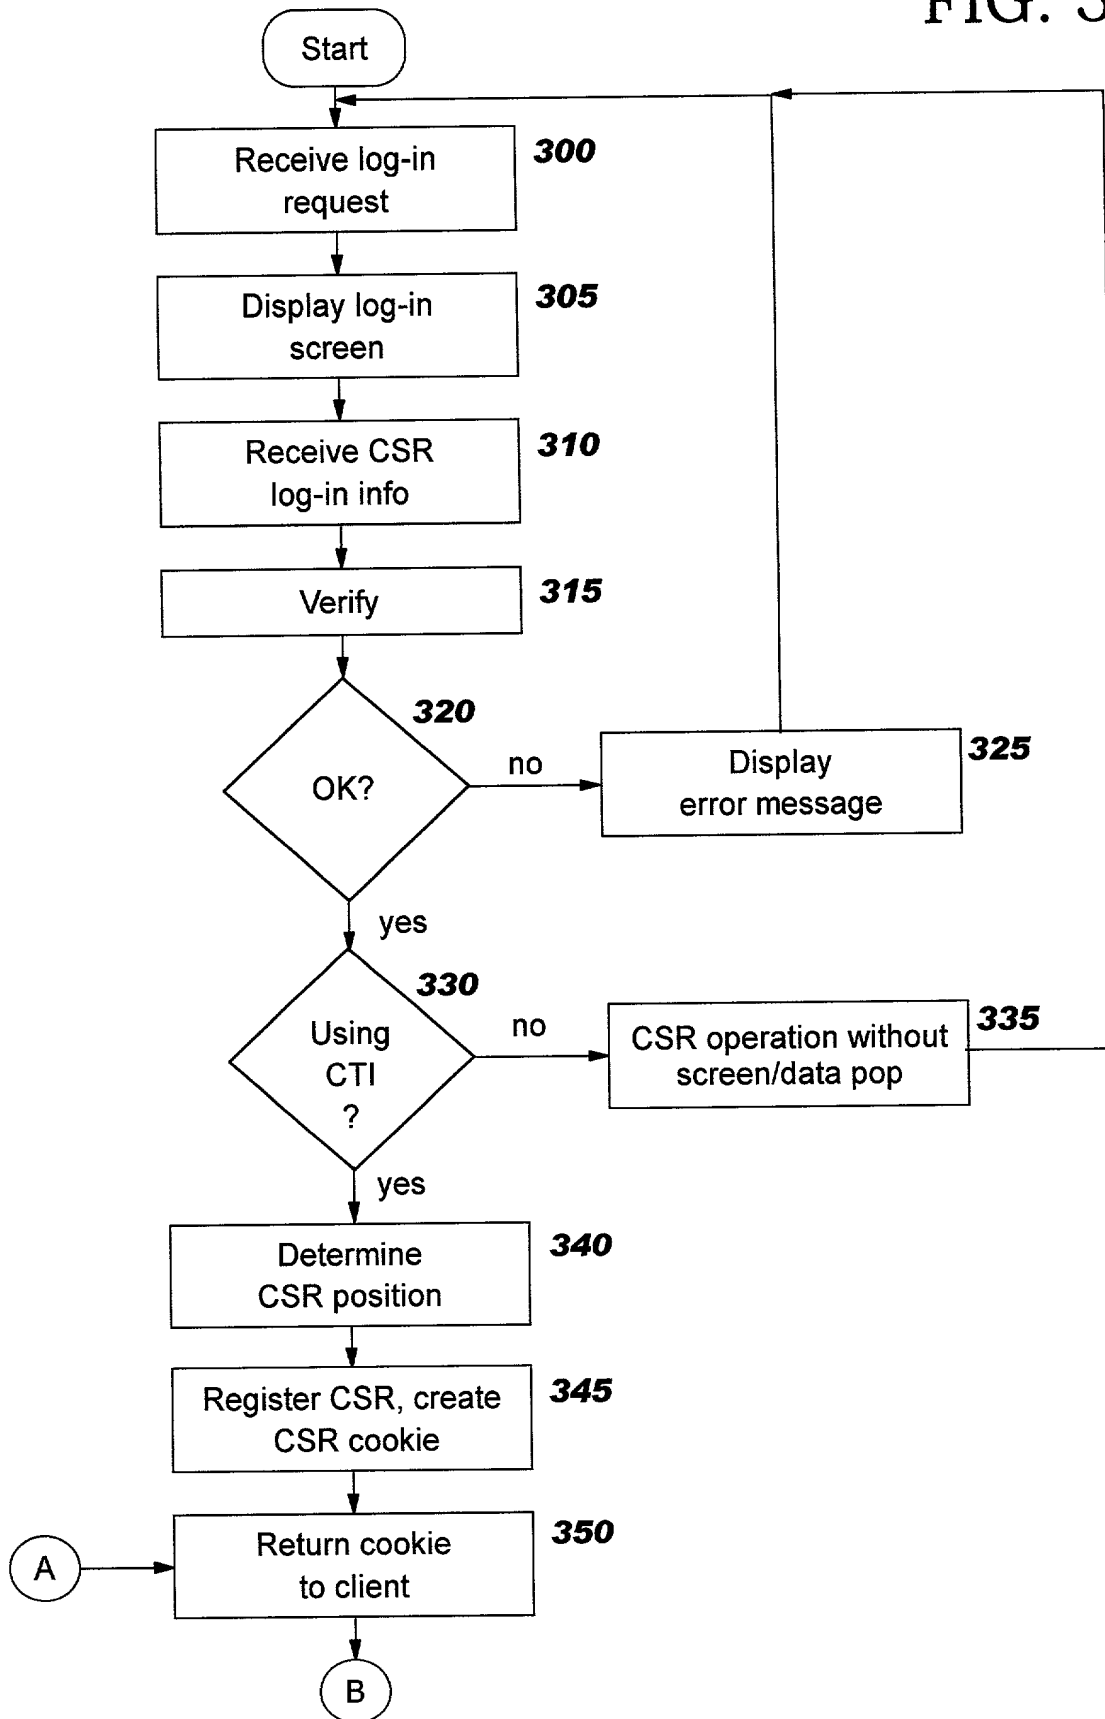 FIG. 3
Start
Receive log-in
request
300
Display log-in
screen
305
Receive CSR
log-in info
310
Verify
315
OK?
320
no
Display
error message
325
yes
Using
CTI
?
330
no
CSR operation without
screen/data pop
335
yes
Determine
CSR position
340
Register CSR, create
CSR cookie
345
A
Return cookie
to client
350
B